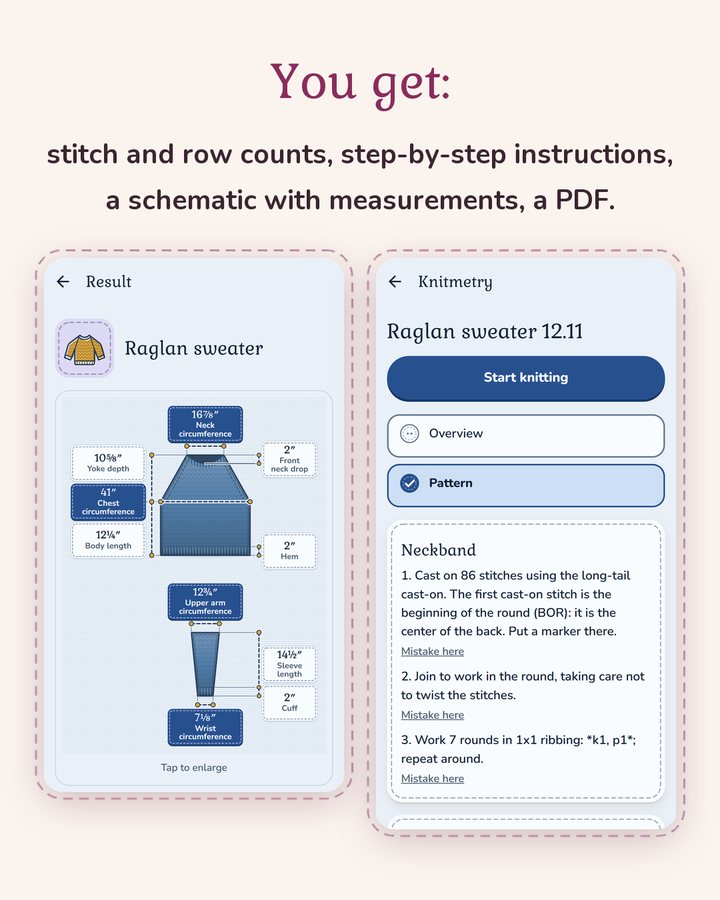 You get:
stitch and row counts, step-by-step instructions,
a schematic with measurements, a PDF.
Result
Raglan sweater
16⅞″
Neck
circumference
10⅝″
Yoke depth
2″
Front
neck drop
41″
Chest
circumference
12¼″
Body length
2″
Hem
12¾″
Upper arm
circumference
14½″
Sleeve
length
2″
Cuff
7⅛″
Wrist
circumference
Tap to enlarge
Knitmetry
Raglan sweater 12.11
Start knitting
Overview
Pattern
Neckband
1. Cast on 86 stitches using the long-tail
cast-on. The first cast-on stitch is the
beginning of the round (BOR): it is the
center of the back. Put a marker there.
Mistake here
2. Join to work in the round, taking care not
to twist the stitches.
Mistake here
3. Work 7 rounds in 1x1 ribbing: *k1, p1*;
repeat around.
Mistake here